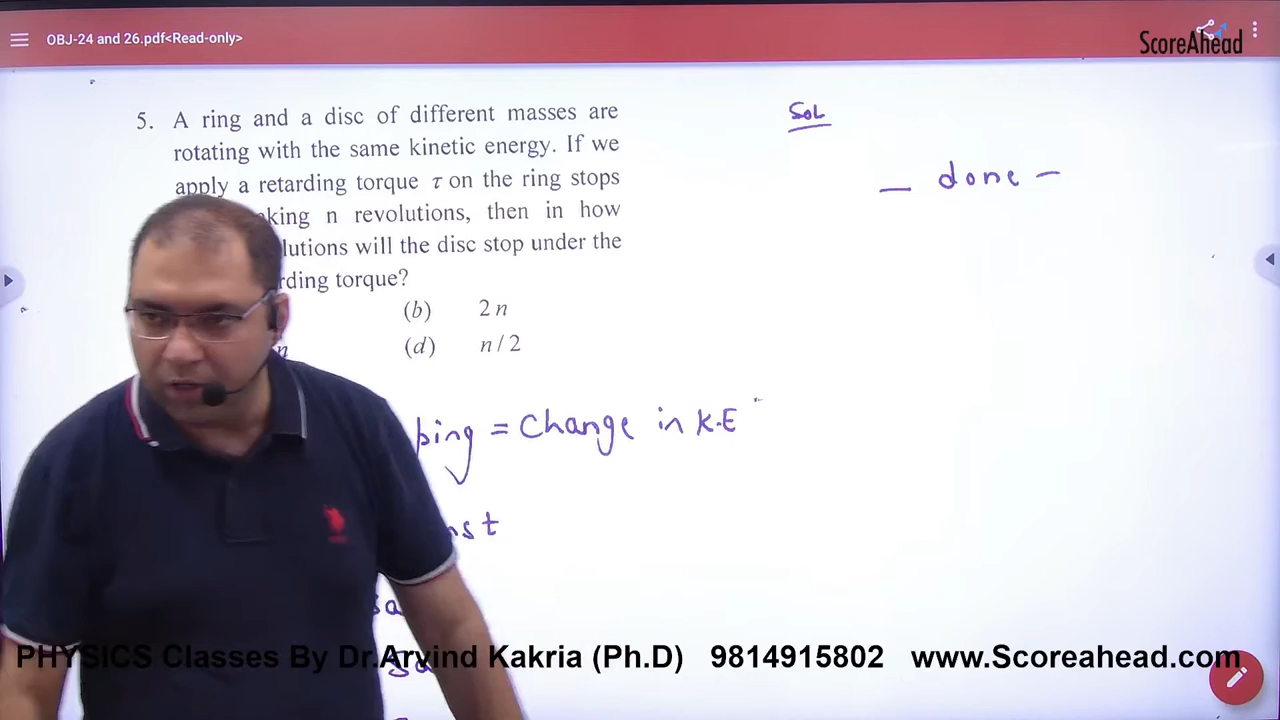 OBJ-24 and 26.pdf<Read-only>
ScoreAhead
5. A ring and a disc of different masses are
rotating with the same kinetic energy. If we
apply a retarding torque τ on the ring stops
king n revolutions, then in how
lutions will the disc stop under the
rding torque?
(b) 2 n
n (d) n / 2
Sol
— done —
ping = Change in K.E
nst
sa
PHYSICS Classes By Dr.Arvind Kakria (Ph.D) 9814915802 www.Scoreahead.com